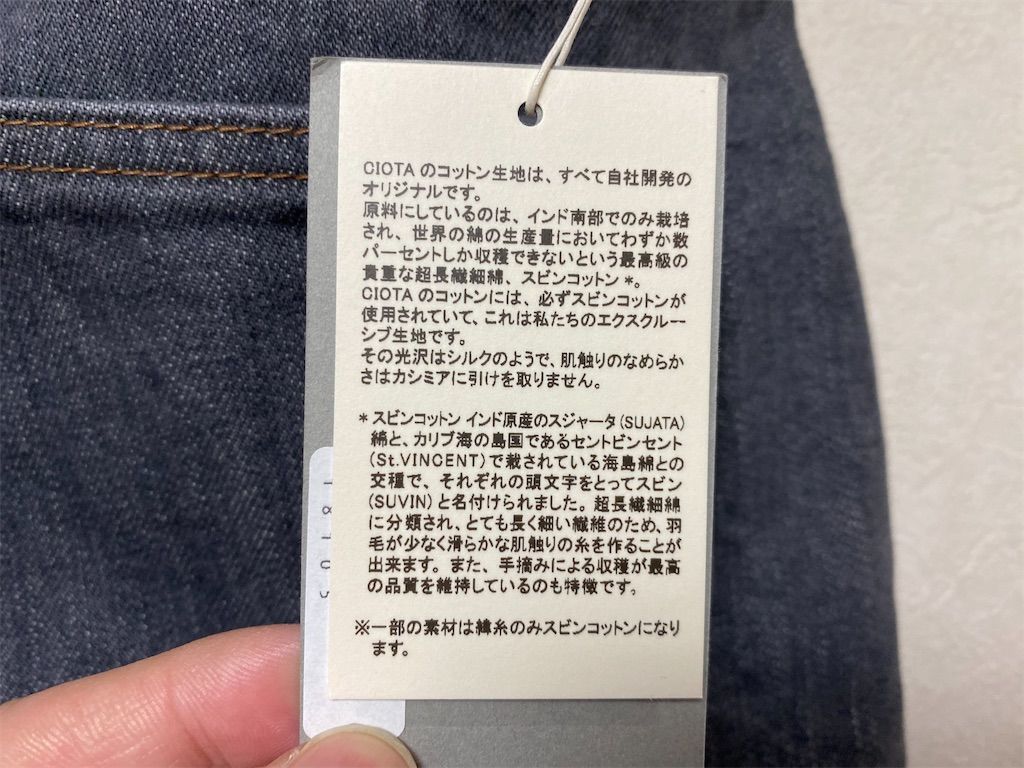 CIOTA のコットン生地は、すべて自社開発の
オリジナルです。
原料にしているのは、インド南部でのみ栽培
され、世界の綿の生産量においてわずか数
パーセントしか収穫できないという最高級の
貴重な超長繊細綿、スビンコットン*。
CIOTA のコットンには、必ずスビンコットンが
使用されていて、これは私たちのエクスクルー
シブ生地です。
その光沢はシルクのようで、肌触りのなめらか
さはカシミアに引けを取りません。
*スビンコットン インド原産のスジャータ(SUJATA)
綿と、カリブ海の島国であるセントビンセント
(St.VINCENT)で栽されている海島綿との
交種で、それぞれの頭文字をとってスビン
(SUVIN)と名付けられました。超長繊細綿
に分類され、とても長く細い繊維のため、羽
毛が少なく滑らかな肌触りの糸を作ることが
出来ます。また、手摘みによる収穫が最高
の品質を維持しているのも特徴です。
※一部の素材は緯糸のみスビンコットンになり
ます。
18105